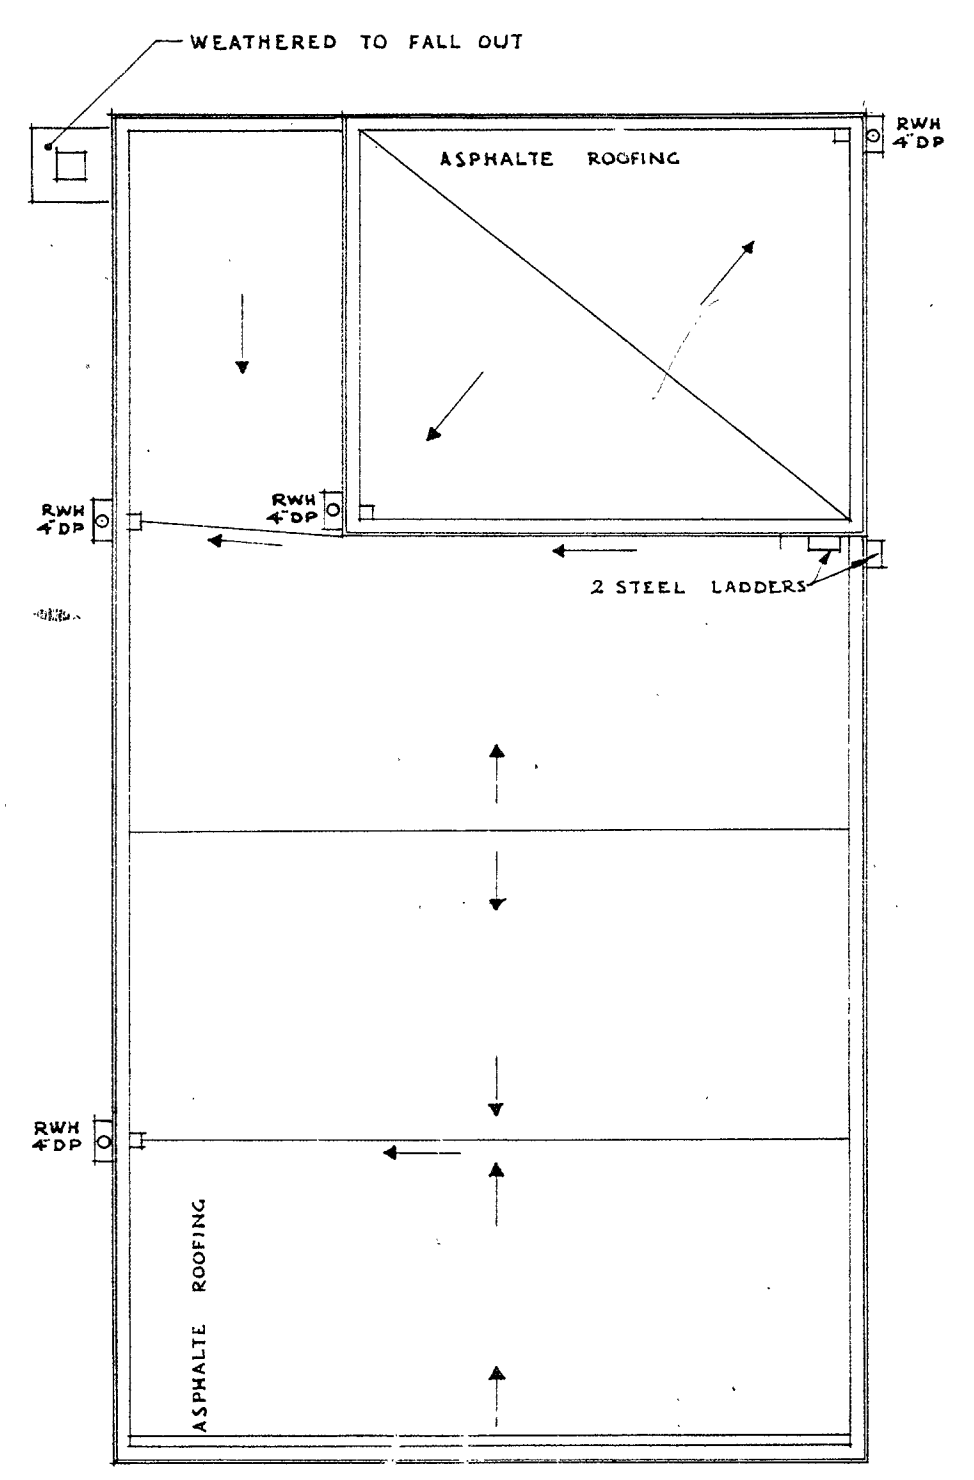 WEATHERED TO FALL OUT
RWH
4"DP
ASPHALTE ROOFING
RWH
4"DP
RWH
4"DP
2 STEEL LADDERS
RWH
4"DP
ASPHALTE ROOFING